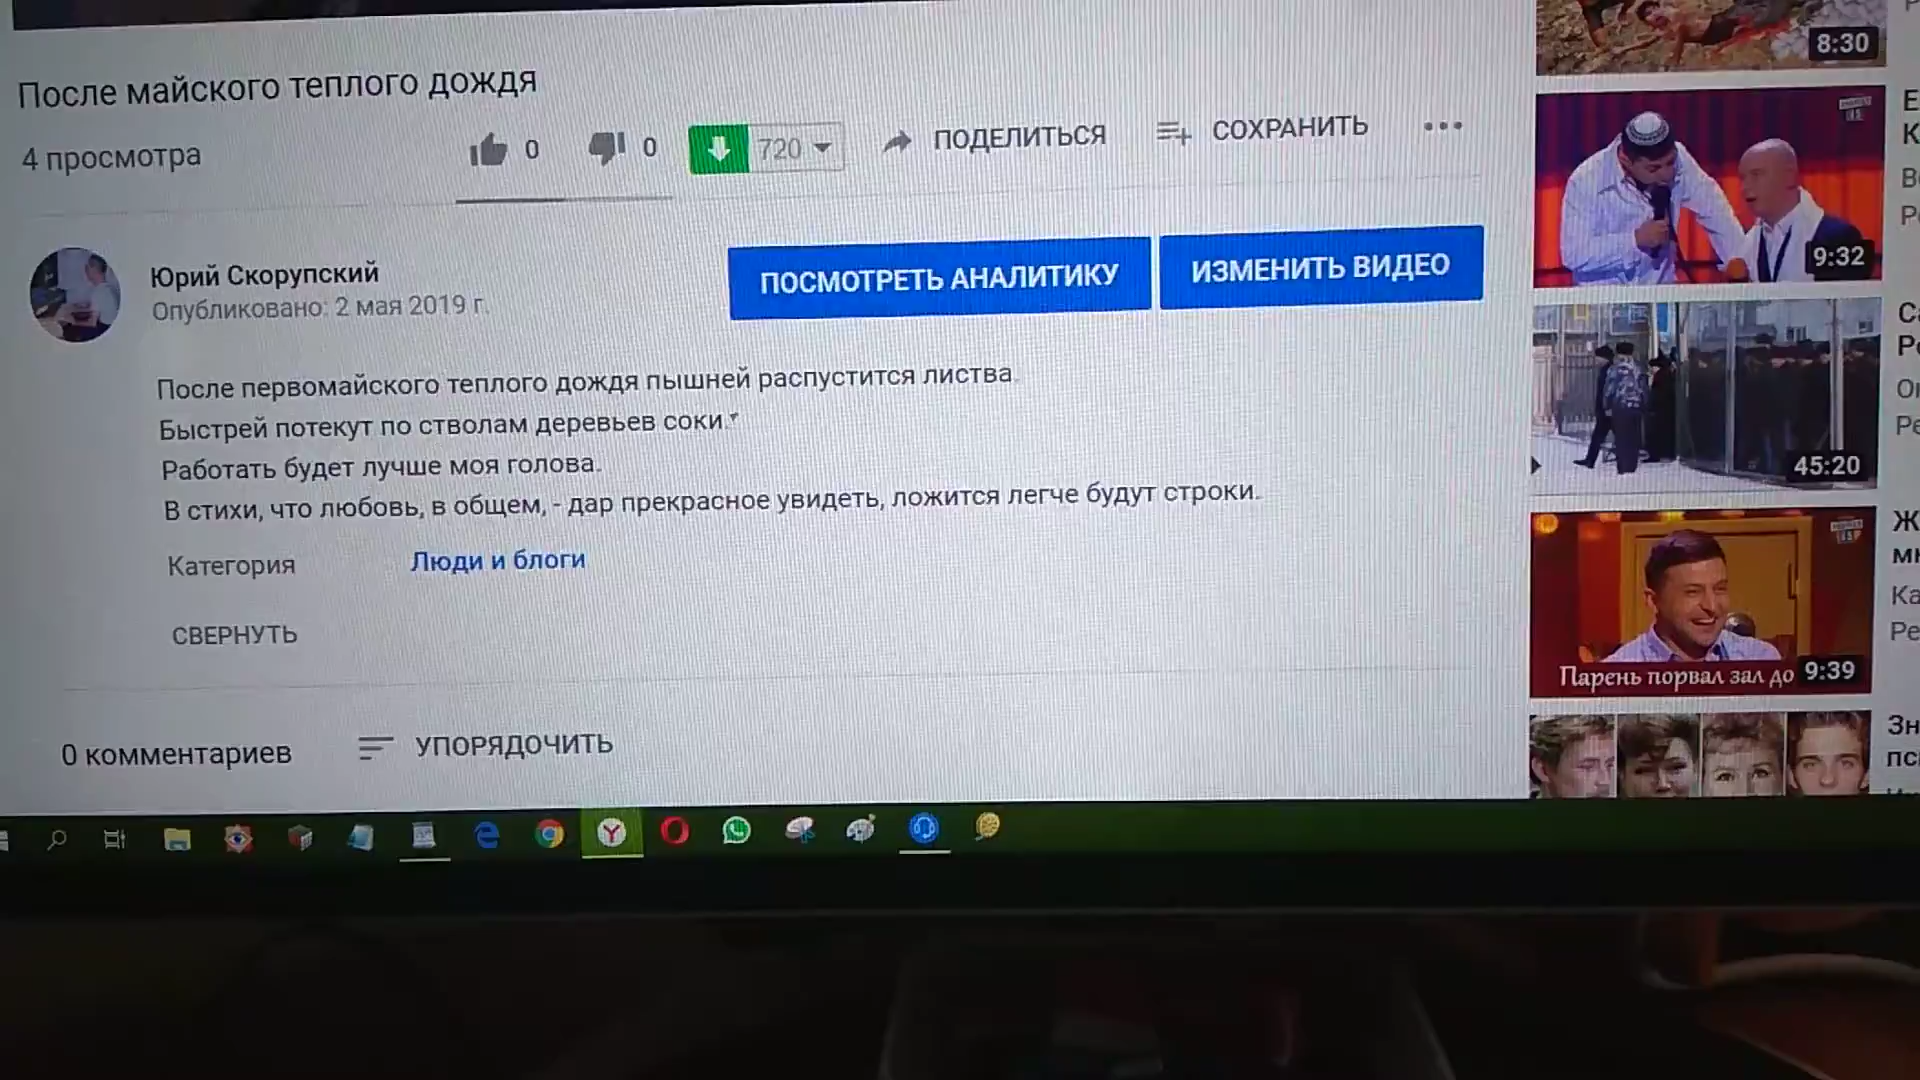 После майского теплого дождя
4 просмотра
0
0
720
ПОДЕЛИТЬСЯ
СОХРАНИТЬ
Юрий Скорупский
Опубликовано: 2 мая 2019 г.
ПОСМОТРЕТЬ АНАЛИТИКУ
ИЗМЕНИТЬ ВИДЕО
После первомайского теплого дождя пышней распустится листва.
Быстрей потекут по стволам деревьев соки.
Работать будет лучше моя голова.
В стихи, что любовь, в общем, - дар прекрасное увидеть, ложится легче будут строки.
Категория
Люди и блоги
СВЕРНУТЬ
0 комментариев
УПОРЯДОЧИТЬ
8:30
9:32
45:20
Парень порвал зал до
9:39